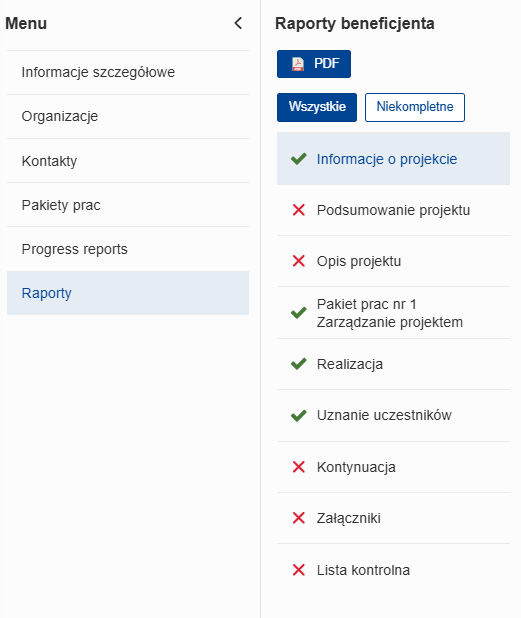 Menu
Informacje szczegółowe
Organizacje
Kontakty
Pakiety prac
Progress reports
Raporty
Raporty beneficjenta
PDF
Wszystkie
Niekompletne
Informacje o projekcie
Podsumowanie projektu
Opis projektu
Pakiet prac nr 1
Zarządzanie projektem
Realizacja
Uznanie uczestników
Kontynuacja
Załączniki
Lista kontrolna